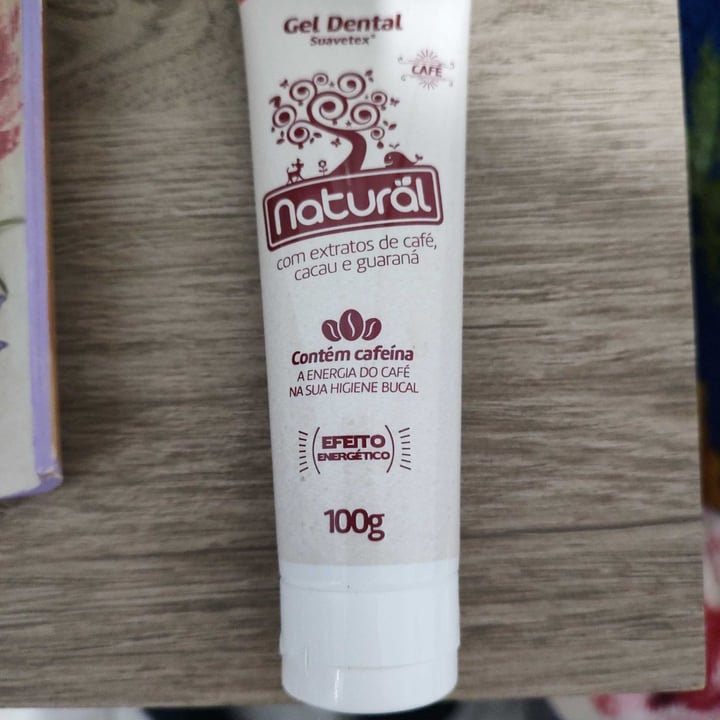 Gel Dental
Suavetex®
CAFÉ
natural
com extratos de café,
cacau e guaraná
Contém cafeína
A ENERGIA DO CAFÉ
NA SUA HIGIENE BUCAL
EFEITO
ENERGÉTICO
100g